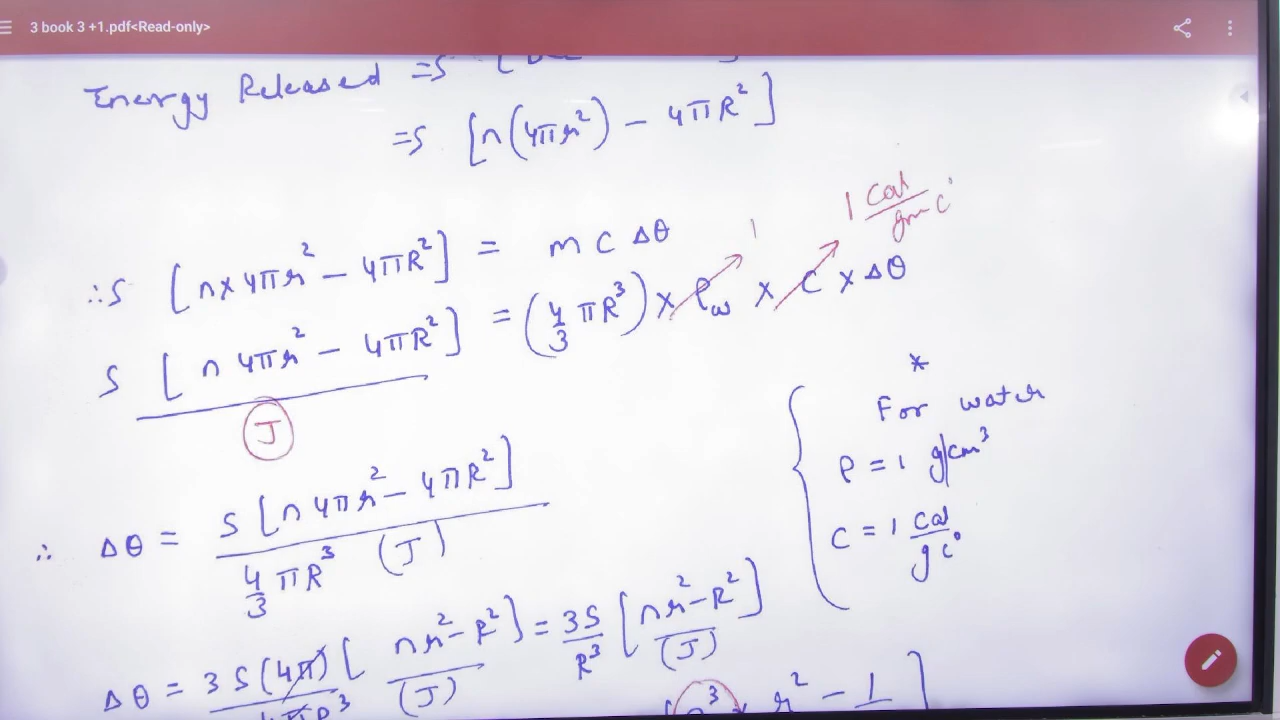 3 book 3 +1.pdf<Read-only>
Energy Released ⇒ S [
⇒ S [n(4πr²) − 4πR²]
1 Cal/gm c°
∴ S [n×4πr² − 4πR²] = m c Δθ
1
S [n 4πr² − 4πR²] / J = (4/3 πR³) × ρw × C × Δθ
*
For water
ρ = 1 g/cm³
C = 1 Cal/g c°
∴ Δθ = S [n 4πr² − 4πR²] / 4/3 πR³ (J)
Δθ = 3 S (4π) [nr² − R²] / 4πR³ (J) = 3S/R³ [nr² − R²] / (J)